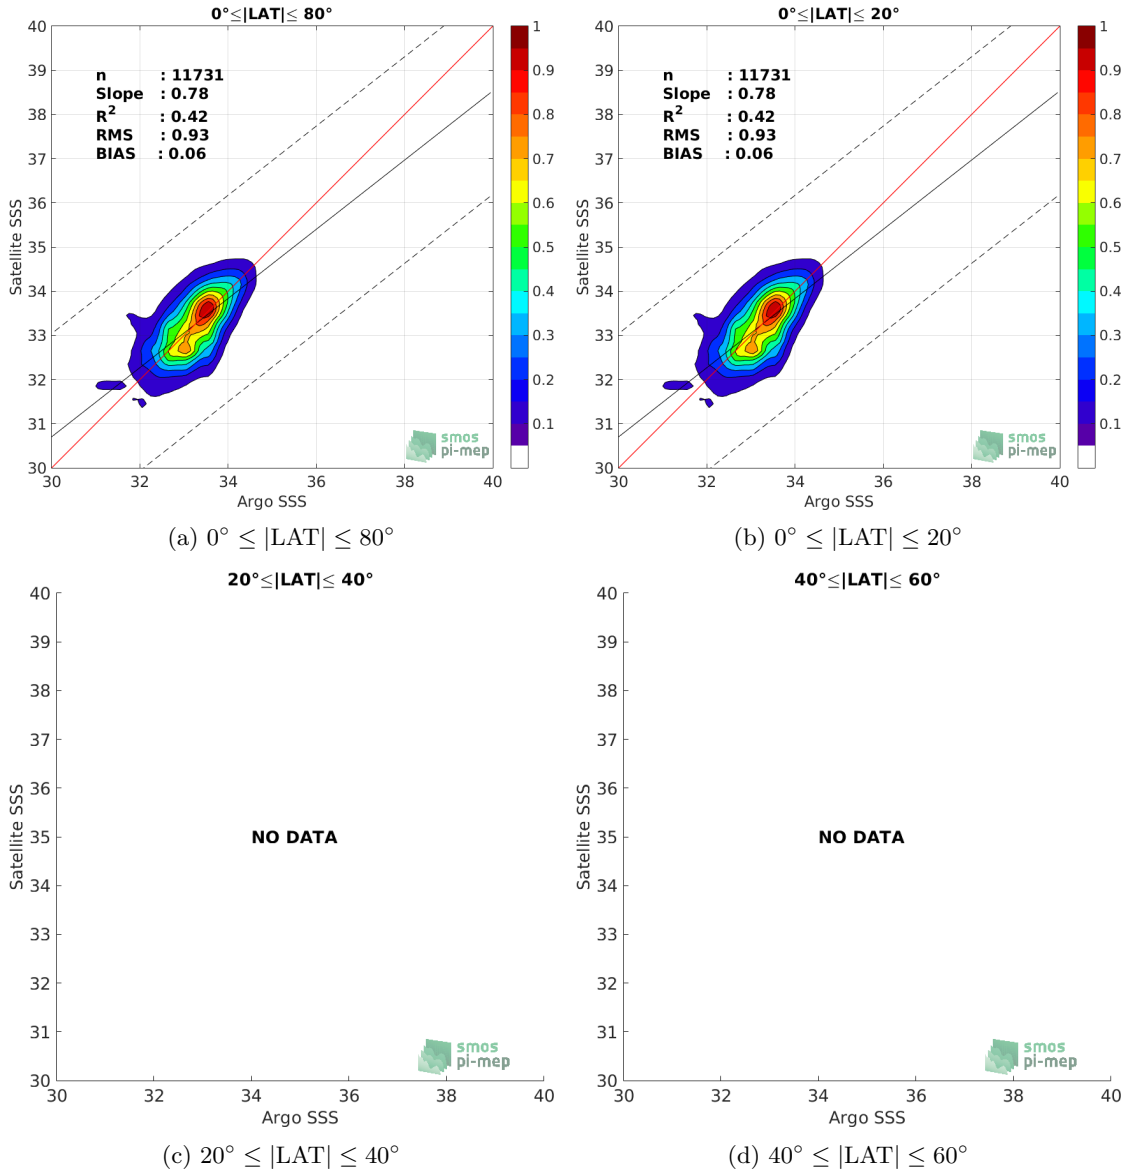 0°≤|LAT|≤ 80°
40
39
38
37
36
35
34
33
32
31
30
Satellite SSS
n : 11731
Slope : 0.78
R² : 0.42
RMS : 0.93
BIAS : 0.06
30
32
34
36
38
40
Argo SSS
1
0.9
0.8
0.7
0.6
0.5
0.4
0.3
0.2
0.1
smos
pi-mep
(a) 0° ≤ |LAT| ≤ 80°
0°≤|LAT|≤ 20°
40
39
38
37
36
35
34
33
32
31
30
Satellite SSS
n : 11731
Slope : 0.78
R² : 0.42
RMS : 0.93
BIAS : 0.06
30
32
34
36
38
40
Argo SSS
1
0.9
0.8
0.7
0.6
0.5
0.4
0.3
0.2
0.1
smos
pi-mep
(b) 0° ≤ |LAT| ≤ 20°
20°≤|LAT|≤ 40°
40
39
38
37
36
35
34
33
32
31
30
Satellite SSS
NO DATA
30
32
34
36
38
40
Argo SSS
smos
pi-mep
(c) 20° ≤ |LAT| ≤ 40°
40°≤|LAT|≤ 60°
40
39
38
37
36
35
34
33
32
31
30
Satellite SSS
NO DATA
30
32
34
36
38
40
Argo SSS
smos
pi-mep
(d) 40° ≤ |LAT| ≤ 60°